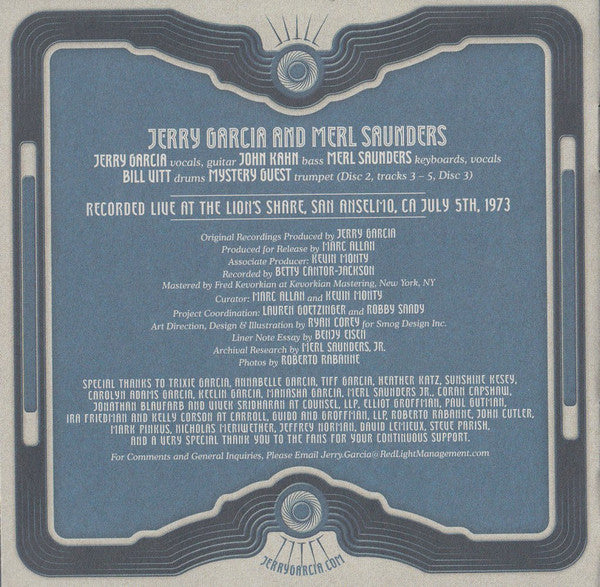 JERRY GARCIA AND MERL SAUNDERS
JERRY GARCIA vocals, guitar JOHN KAHN bass MERL SAUNDERS keyboards, vocals
BILL VITT drums MYSTERY GUEST trumpet (Disc 2, tracks 3 – 5, Disc 3)
RECORDED LIVE AT THE LION'S SHARE, SAN ANSELMO, CA JULY 5TH, 1973
Original Recordings Produced by JERRY GARCIA
Produced for Release by MARC ALLAN
Associate Producer: KEVIN MONTY
Recorded by BETTY CANTOR-JACKSON
Mastered by Fred Kevorkian at Kevorkian Mastering, New York, NY
Curator: MARC ALLAN and KEVIN MONTY
Project Coordination: LAUREN GOETZINGER and ROBBY SAADY
Art Direction, Design & Illustration by RYAN COREY for Smog Design Inc.
Liner Note Essay by BENJY EISEN
Archival Research by MERL SAUNDERS, JR.
Photos by ROBERTO RABANNE
SPECIAL THANKS TO TRIXIE GARCIA, ANNABELLE GARCIA, TIFF GARCIA, HEATHER KATZ, SUNSHINE KESEY,
CAROLYN ADAMS GARCIA, KEELIN GARCIA, MANASHA GARCIA, MERL SAUNDERS JR., CORAN CAPSHAW,
JONATHAN BLAUFARB AND VIVEK SRIDHARAN AT COUNSEL, LLP, ELLIOT GROFFMAN, PAUL GUTMAN,
IRA FRIEDMAN AND KELLY CORSON AT CARROLL, GUIDO AND GROFFMAN, LLP, ROBERTO RABANNE, JOHN CUTLER,
MARK PINKUS, NICHOLAS MERIWETHER, JEFFREY NORMAN, DAVID LEMIEUX, STEVE PARISH,
AND A VERY SPECIAL THANK YOU TO THE FANS FOR YOUR CONTINUOUS SUPPORT.
For Comments and General Inquiries, Please Email Jerry.Garcia@RedLightManagement.com
JERRYGARCIA.COM